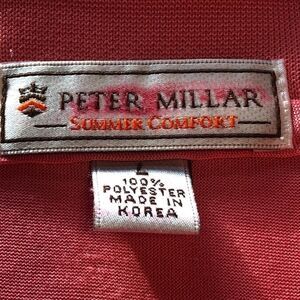 PETER MILLAR
SUMMER COMFORT
L
100%
POLYESTER
MADE IN
KOREA